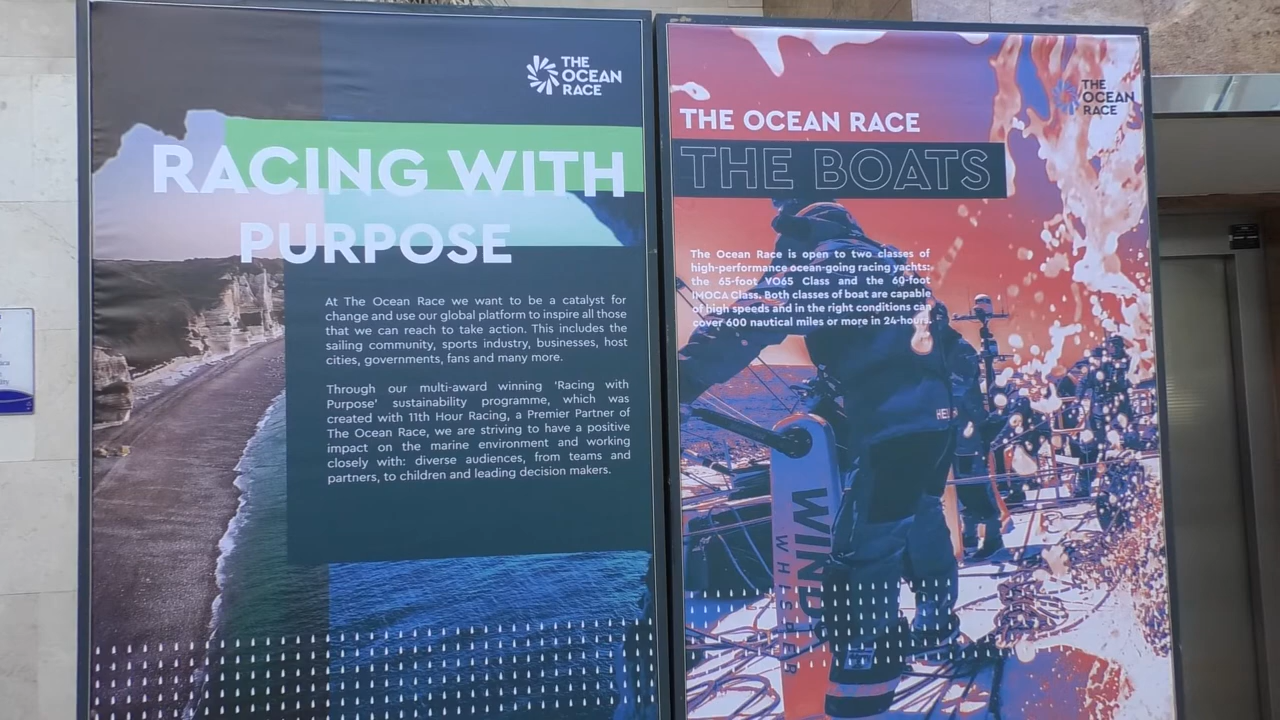 THE
OCEAN
RACE
RACING WITH
PURPOSE
At The Ocean Race we want to be a catalyst for
change and use our global platform to inspire all those
that we can reach to take action. This includes the
sailing community, sports industry, businesses, host
cities, governments, fans and many more.
Through our multi-award winning 'Racing with
Purpose' sustainability programme, which was
created with 11th Hour Racing, a Premier Partner of
The Ocean Race, we are striving to have a positive
impact on the marine environment and working
closely with: diverse audiences, from teams and
partners, to children and leading decision makers.
THE
OCEAN
RACE
THE OCEAN RACE
THE BOATS
The Ocean Race is open to two classes of
high-performance ocean-going racing yachts:
the 65-foot VO65 Class and the 60-foot
IMOCA Class. Both classes of boat are capable
of high speeds and in the right conditions can
cover 600 nautical miles or more in 24-hours.
WIND
WHISPER